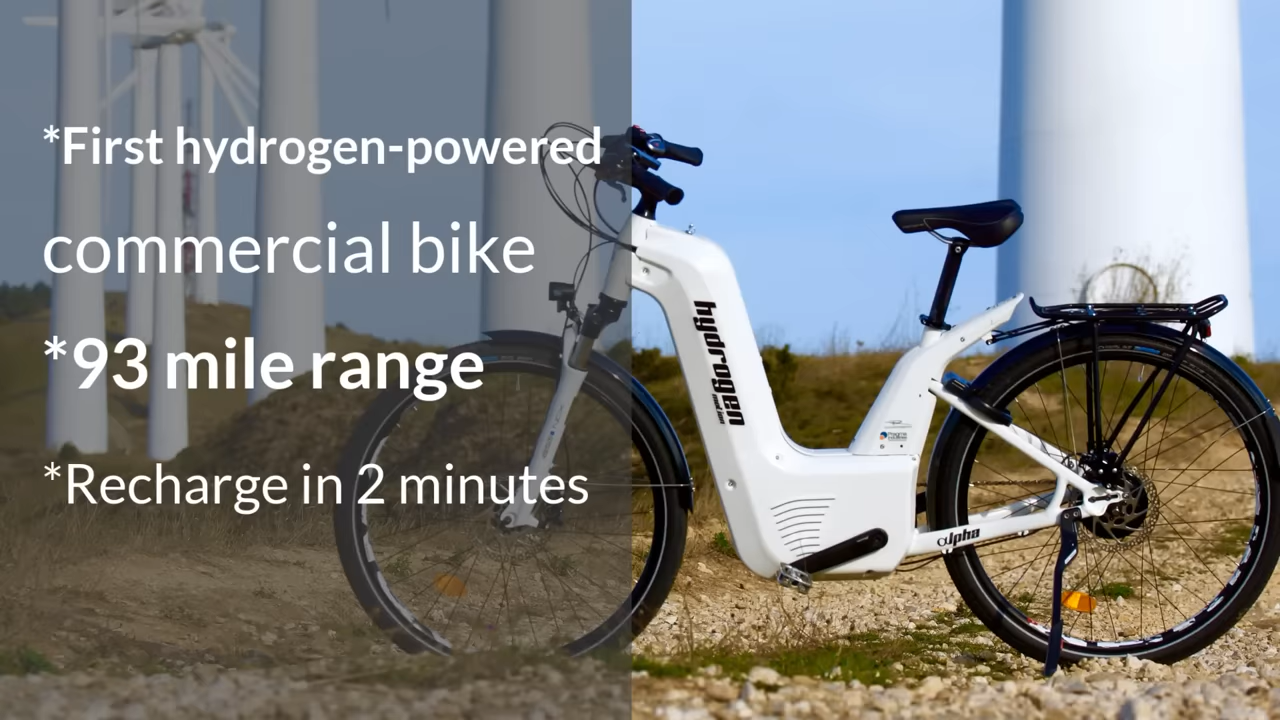 *First hydrogen-powered
commercial bike
*93 mile range
*Recharge in 2 minutes
hydrogen
alpha